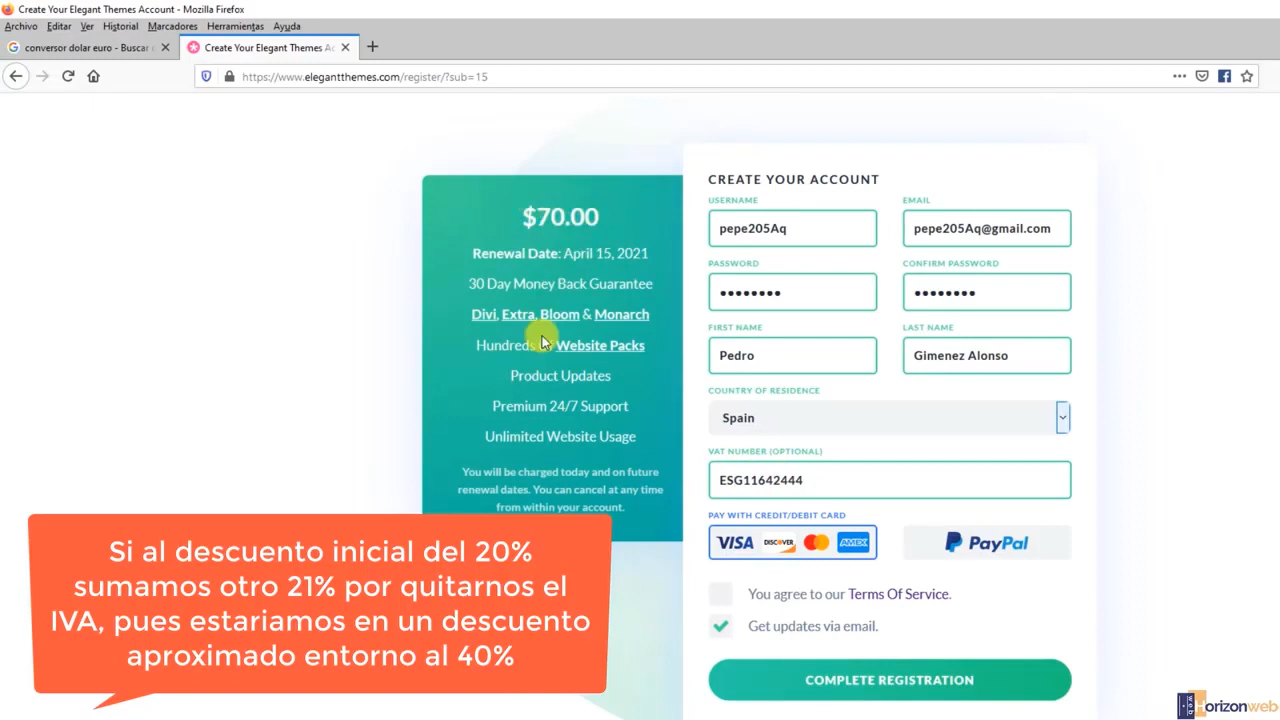 Create Your Elegant Themes Account - Mozilla Firefox
Archivo Editar Ver Historial Marcadores Herramientas Ayuda
conversor dolar euro - Buscar
Create Your Elegant Themes Ac
https://www.elegantthemes.com/register/?sub=15
$70.00
Renewal Date: April 15, 2021
30 Day Money Back Guarantee
Divi, Extra, Bloom & Monarch
Hundreds Website Packs
Product Updates
Premium 24/7 Support
Unlimited Website Usage
You will be charged today and on future
renewal dates. You can cancel at any time
from within your account.
CREATE YOUR ACCOUNT
USERNAME EMAIL
pepe205Aq pepe205Aq@gmail.com
PASSWORD CONFIRM PASSWORD
•••••••• ••••••••
FIRST NAME LAST NAME
Pedro Gimenez Alonso
COUNTRY OF RESIDENCE
Spain
VAT NUMBER (OPTIONAL)
ESG11642444
PAY WITH CREDIT/DEBIT CARD
VISA DISCOVER AMEX PayPal
You agree to our Terms Of Service.
Get updates via email.
COMPLETE REGISTRATION
Si al descuento inicial del 20%
sumamos otro 21% por quitarnos el
IVA, pues estariamos en un descuento
aproximado entorno al 40%
web Horizonweb